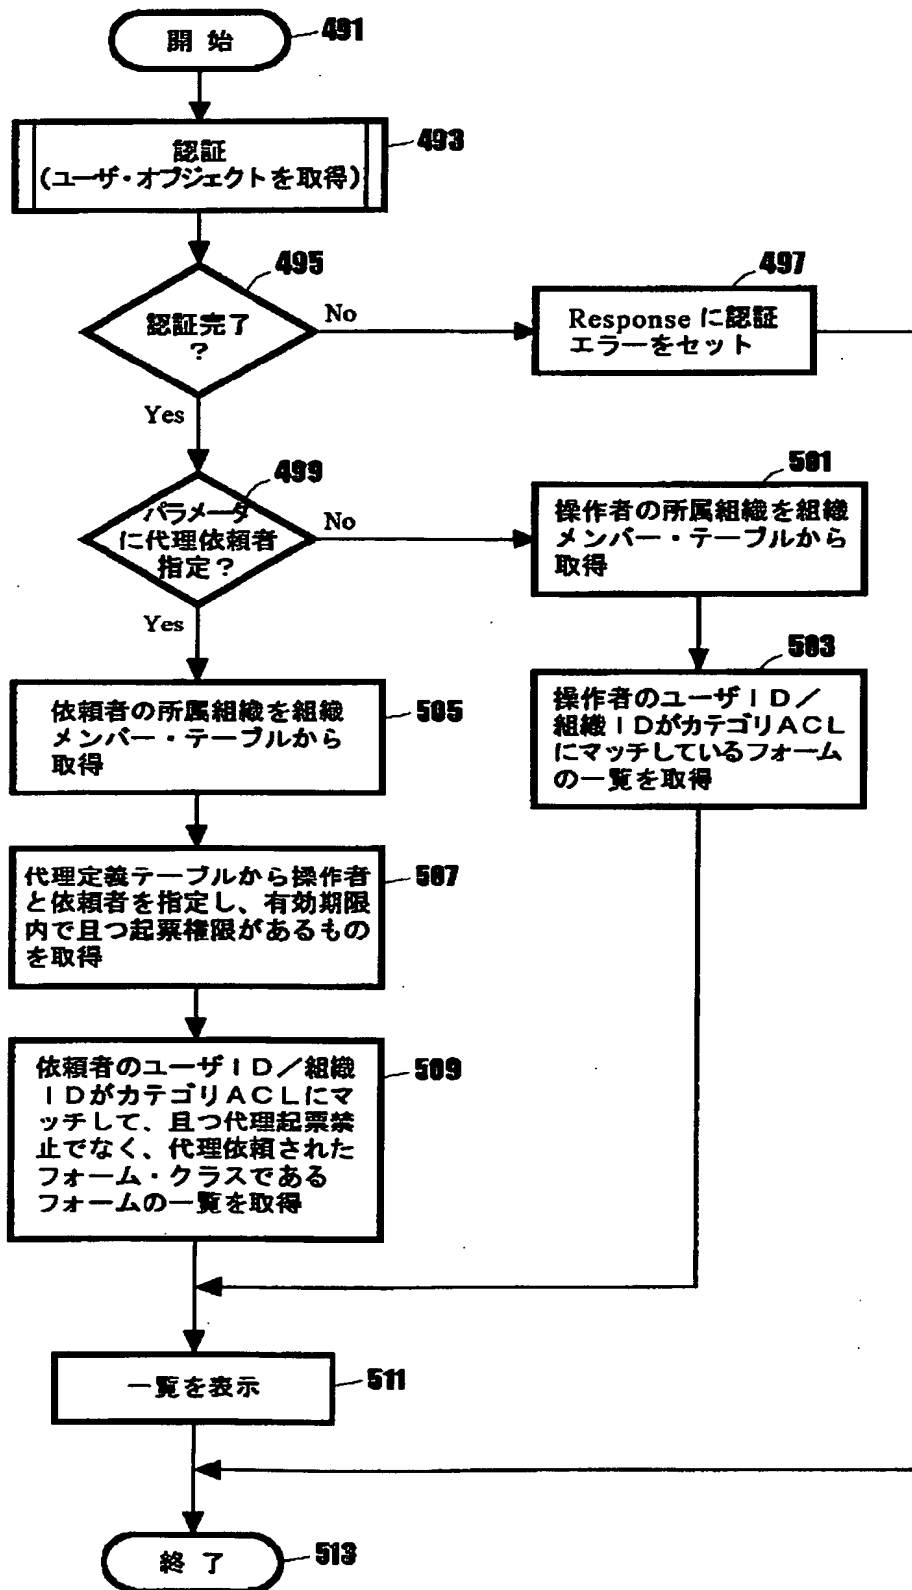 開 始
491
認証
(ユーザ・オブジェクトを取得)
493
認証完了
?
495
No
Yes
Response に認証
エラーをセット
497
パラメータ
に代理依頼者
指定？
499
No
Yes
操作者の所属組織を組織
メンバー・テーブルから
取得
501
操作者のユーザＩＤ／
組織ＩＤがカテゴリＡＣＬ
にマッチしているフォーム
の一覧を取得
503
依頼者の所属組織を組織
メンバー・テーブルから
取得
505
代理定義テーブルから操作者
と依頼者を指定し、有効期限
内で且つ起票権限があるもの
を取得
507
依頼者のユーザＩＤ／組織
ＩＤがカテゴリＡＣＬにマ
ッチして、且つ代理起票禁
止でなく、代理依頼された
フォーム・クラスである
フォームの一覧を取得
509
一覧を表示
511
終 了
513